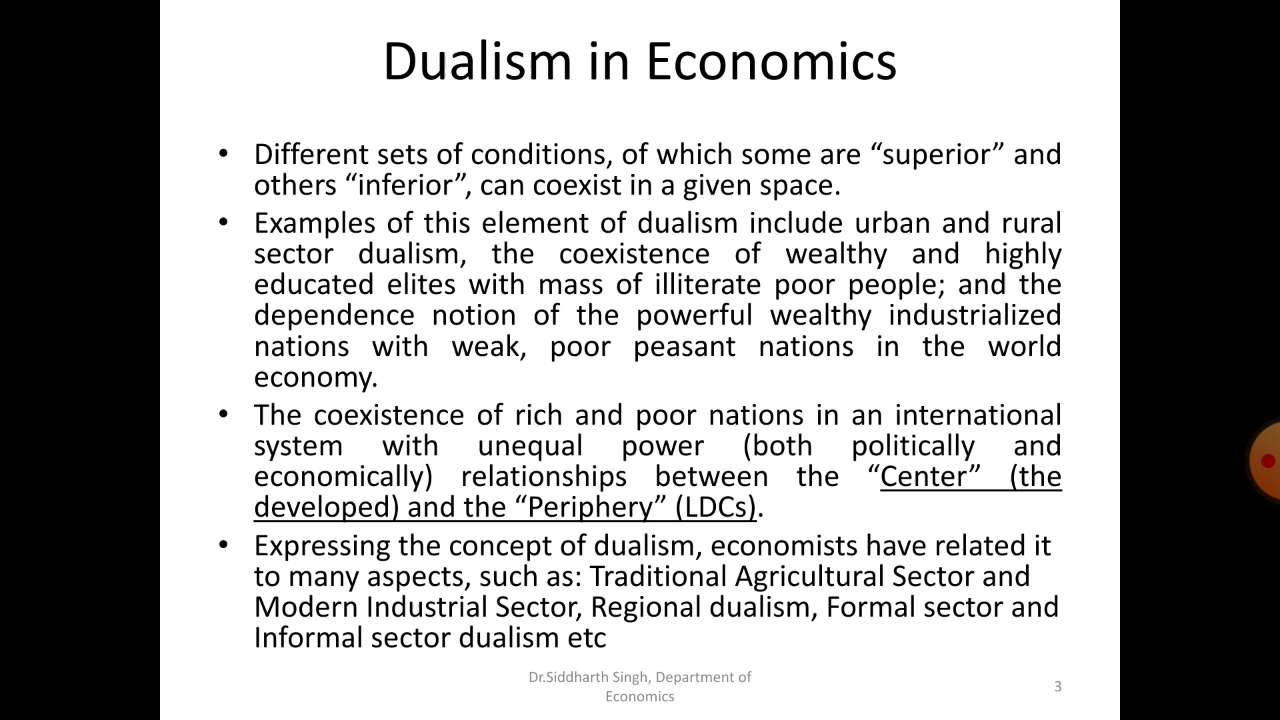 Dualism in Economics
• Different sets of conditions, of which some are “superior” and
others “inferior”, can coexist in a given space.
• Examples of this element of dualism include urban and rural
sector dualism, the coexistence of wealthy and highly
educated elites with mass of illiterate poor people; and the
dependence notion of the powerful wealthy industrialized
nations with weak, poor peasant nations in the world
economy.
• The coexistence of rich and poor nations in an international
system with unequal power (both politically and
economically) relationships between the “Center” (the
developed) and the “Periphery” (LDCs).
• Expressing the concept of dualism, economists have related it
to many aspects, such as: Traditional Agricultural Sector and
Modern Industrial Sector, Regional dualism, Formal sector and
Informal sector dualism etc
Dr.Siddharth Singh, Department of
Economics
3